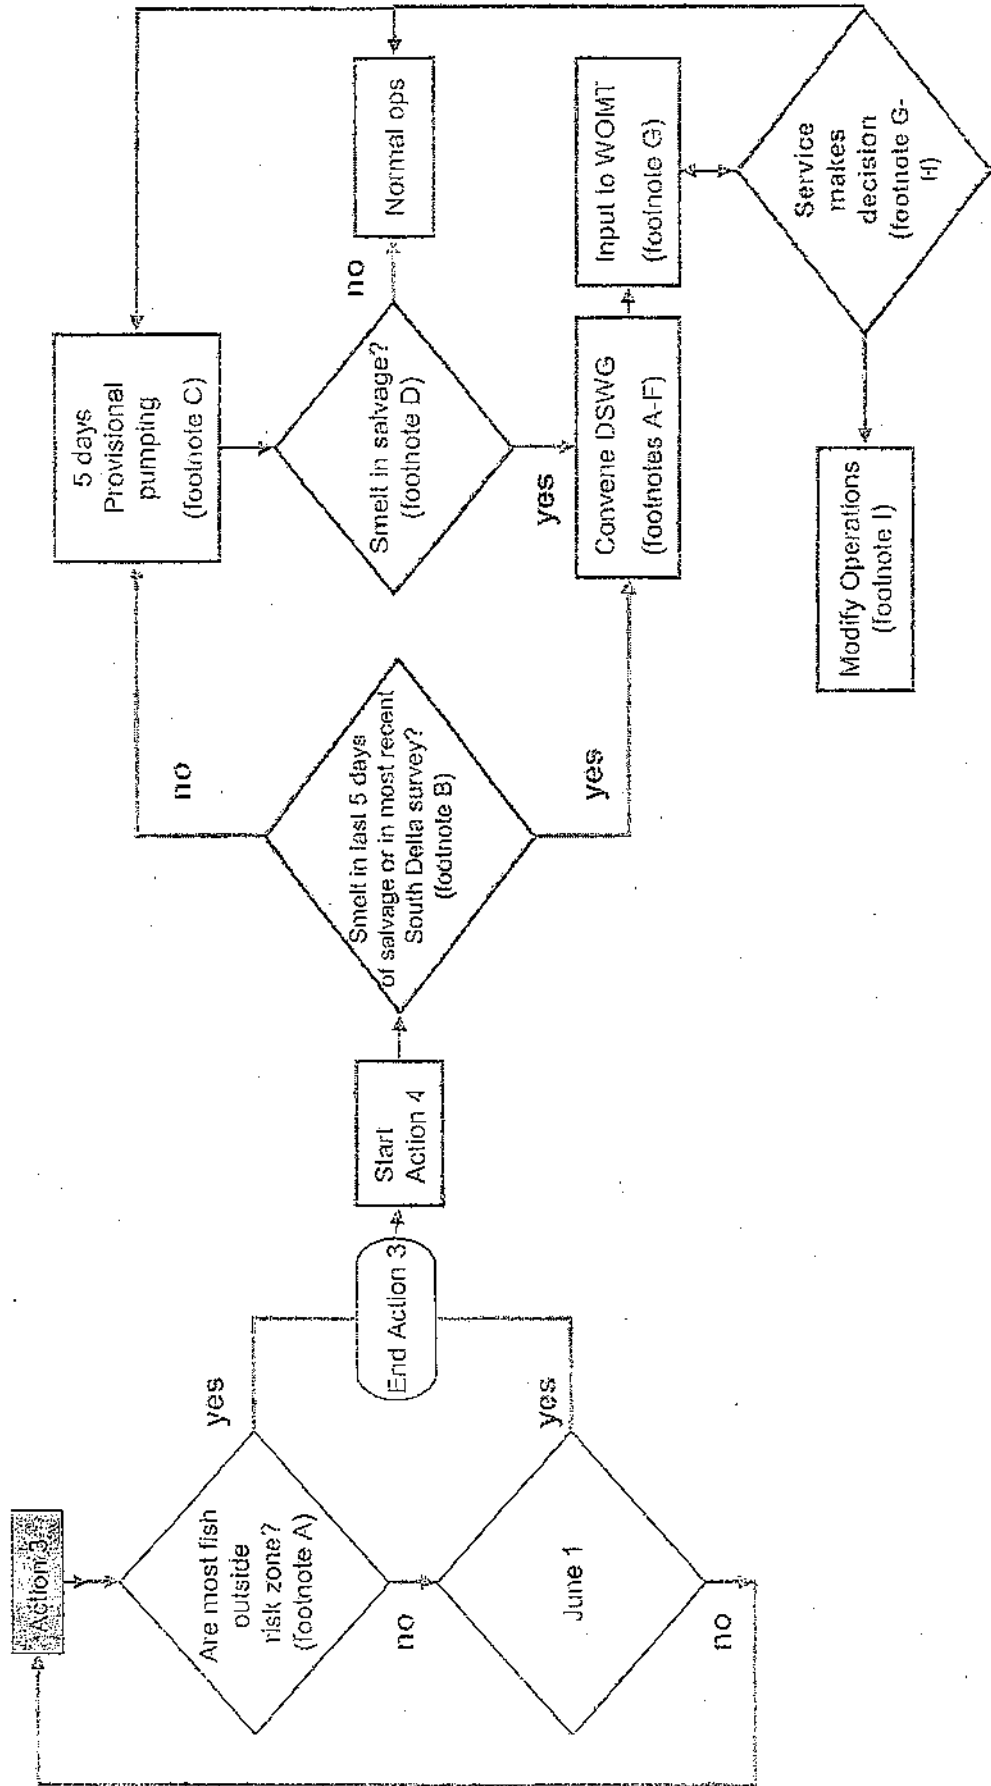 Action 3
Are most fish
outside
risk zone?
(footnote A)
yes
no
June 1
yes
no
End Action 3
Start
Action 4
Smelt in last 5 days
of salvage or in most recent
South Delta survey?
(footnote B)
no
yes
5 days
Provisional
pumping
(footnote C)
Smelt in salvage?
(footnote D)
no
yes
Normal ops
Convene DSWG
(footnotes A-F)
Input to WOMT
(footnote G)
Service
makes
decision
(footnote G-
H)
Modify Operations
(footnote I)